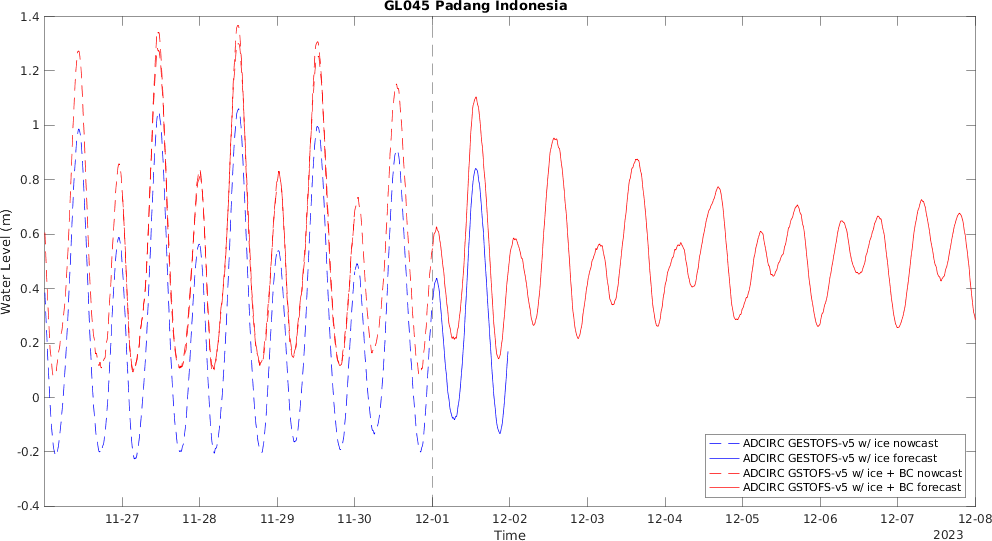 GL045 Padang Indonesia
1.4
1.2
1
0.8
0.6
0.4
0.2
0
-0.2
-0.4
Water Level (m)
ADCIRC GESTOFS-v5 w/ ice nowcast
ADCIRC GESTOFS-v5 w/ ice forecast
ADCIRC GSTOFS-v5 w/ ice + BC nowcast
ADCIRC GSTOFS-v5 w/ ice + BC forecast
11-27 11-28 11-29 11-30 12-01 12-02 12-03 12-04 12-05 12-06 12-07 12-08
Time
2023